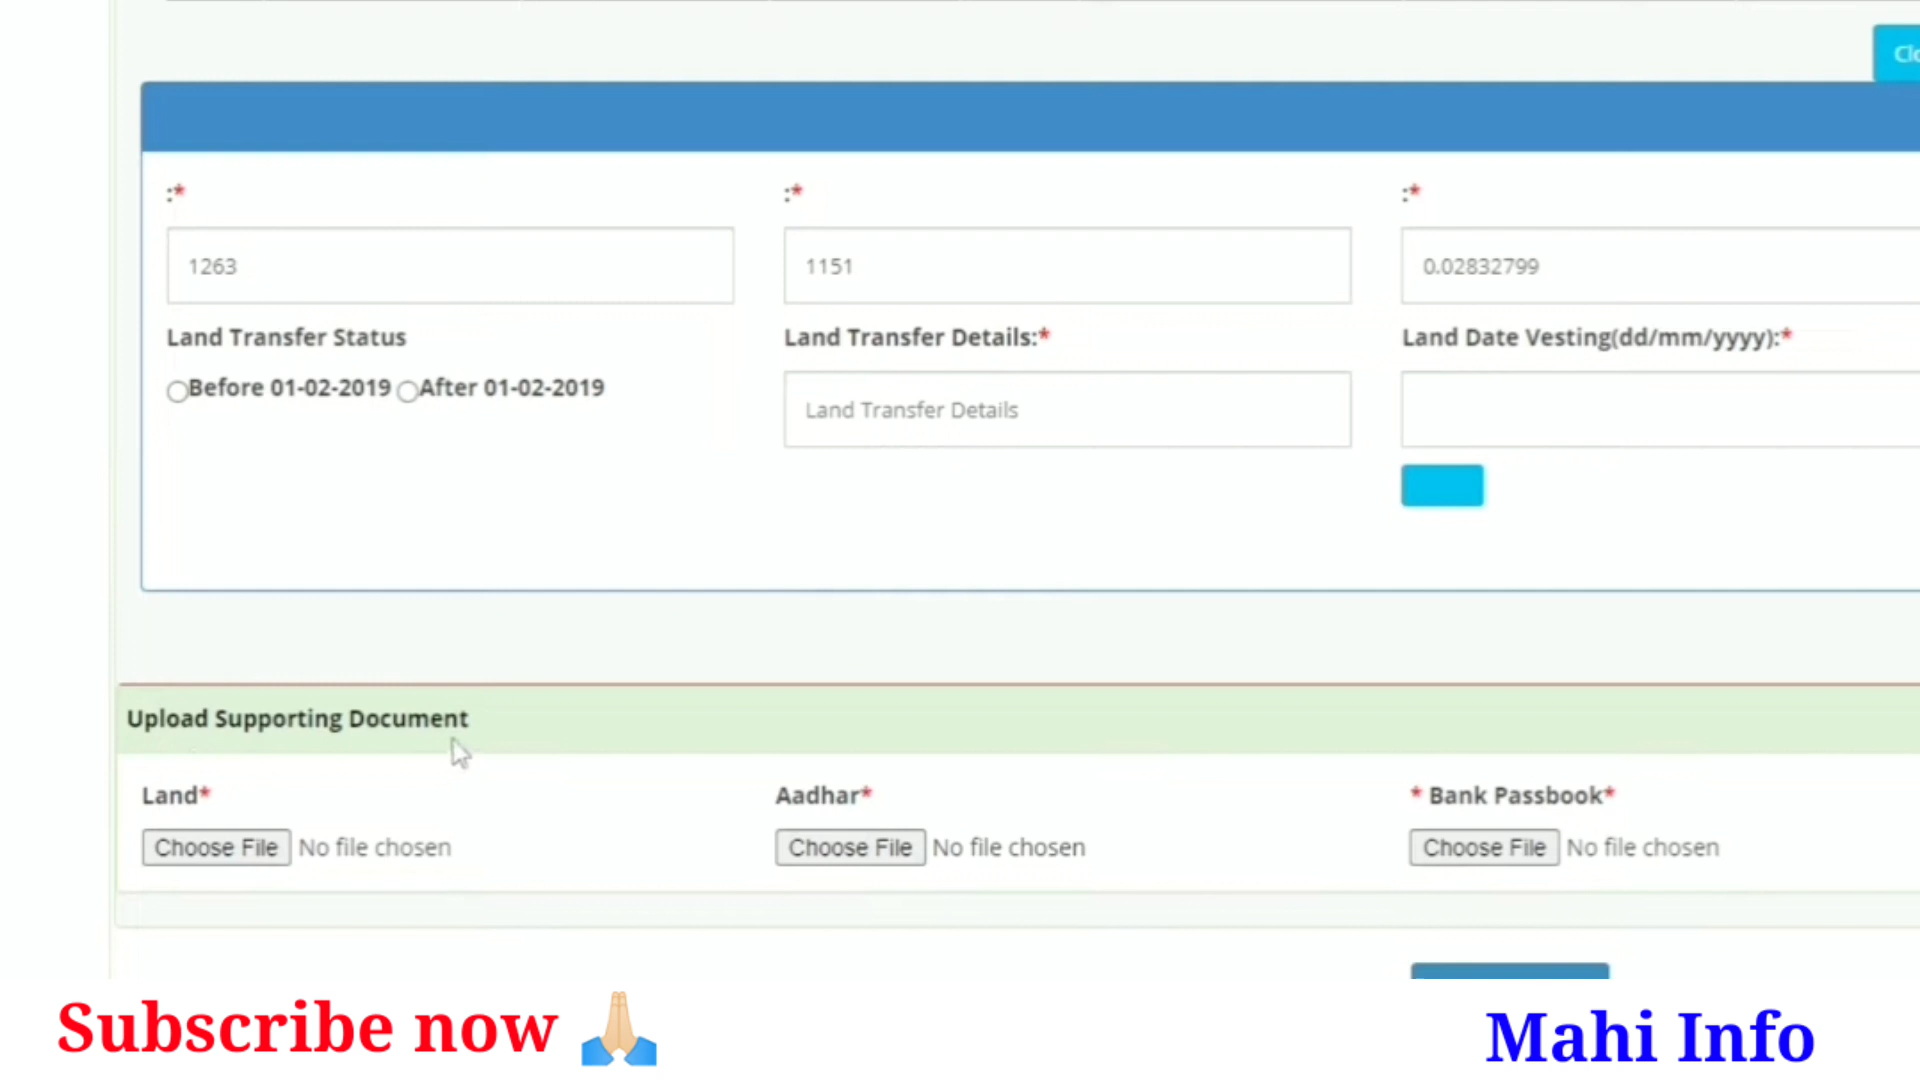 :* :* :*
1263 1151 0.02832799
Land Transfer Status Land Transfer Details:* Land Date Vesting(dd/mm/yyyy):*
Before 01-02-2019 After 01-02-2019 Land Transfer Details
Upload Supporting Document
Land* Aadhar* * Bank Passbook*
Choose File No file chosen Choose File No file chosen Choose File No file chosen
Subscribe now 🙏🏻 Mahi Info